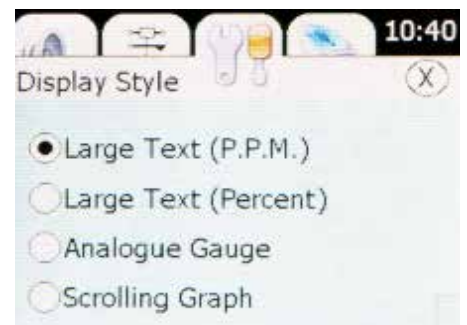 10:40
Display Style
(X)
Large Text (P.P.M.)
Large Text (Percent)
Analogue Gauge
Scrolling Graph